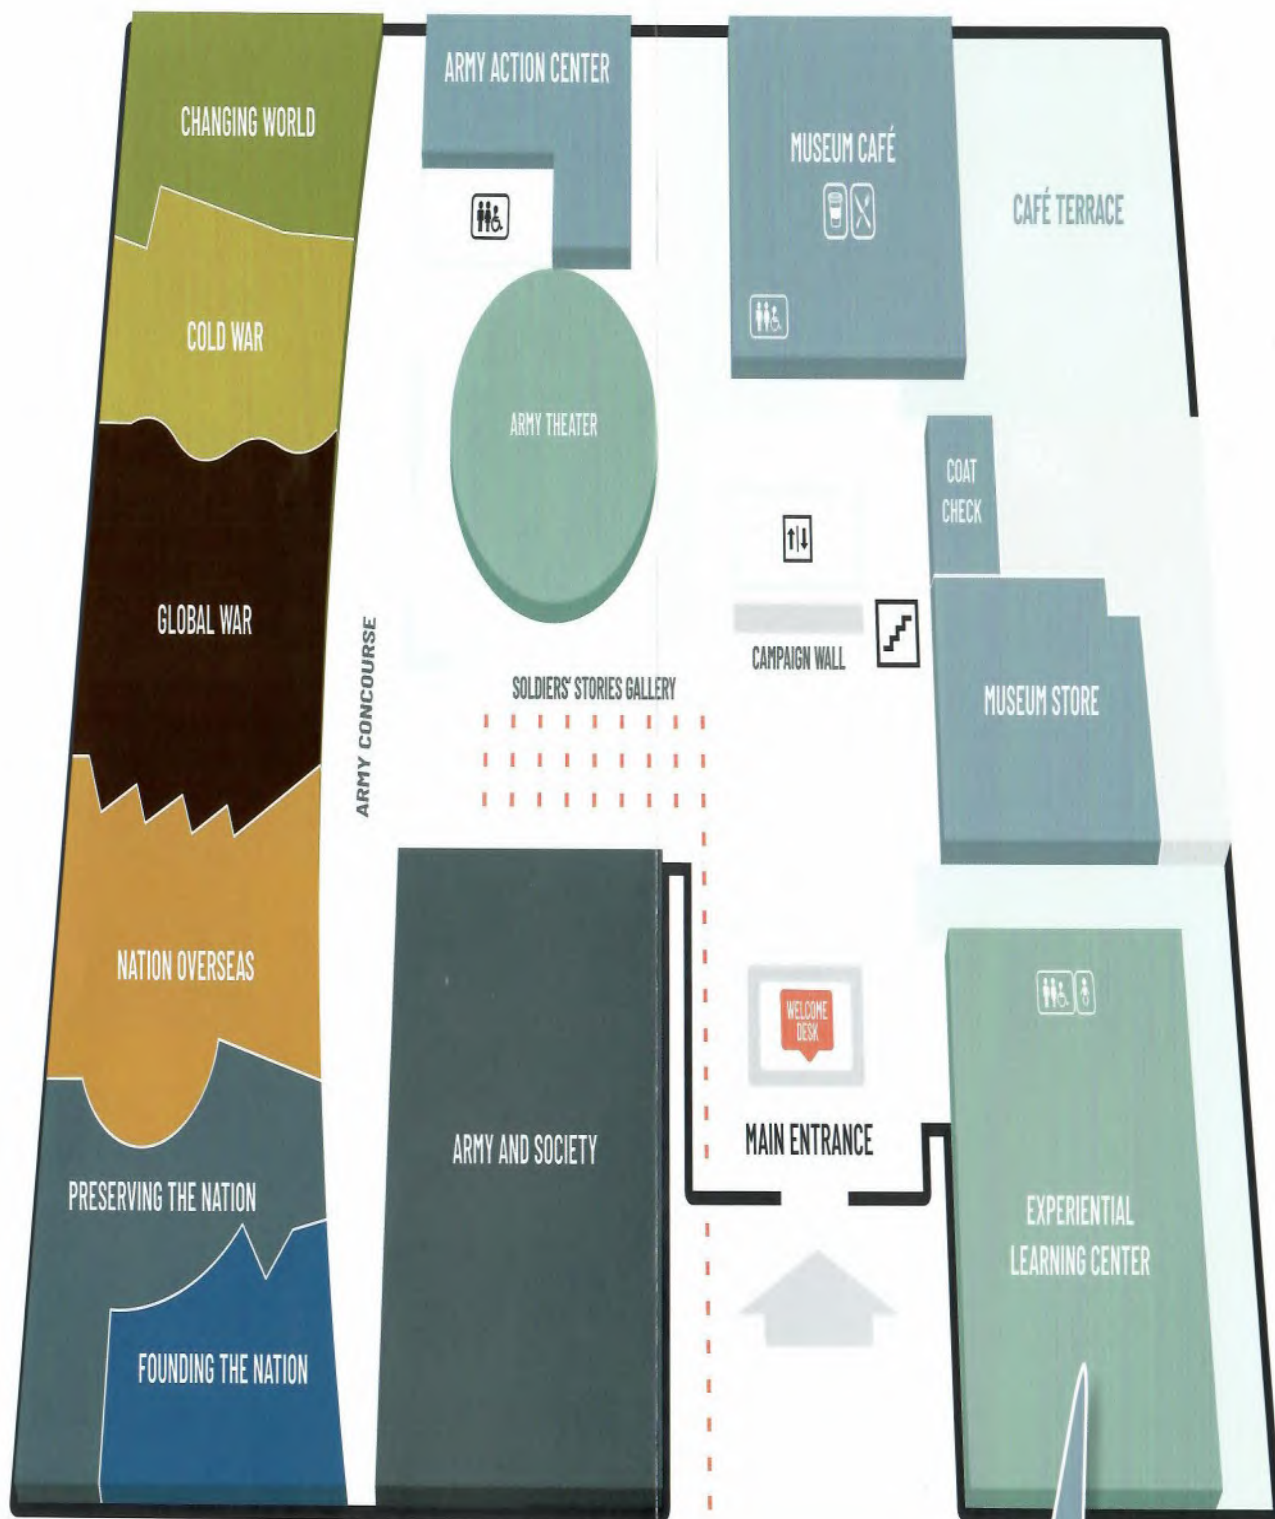 ARMY ACTION CENTER
CHANGING WORLD
MUSEUM CAFÉ
CAFÉ TERRACE
COLD WAR
ARMY THEATER
COAT
CHECK
GLOBAL WAR
ARMY CONCOURSE
CAMPAIGN WALL
SOLDIERS' STORIES GALLERY
MUSEUM STORE
NATION OVERSEAS
WELCOME
DESK
MAIN ENTRANCE
ARMY AND SOCIETY
PRESERVING THE NATION
EXPERIENTIAL
LEARNING CENTER
FOUNDING THE NATION